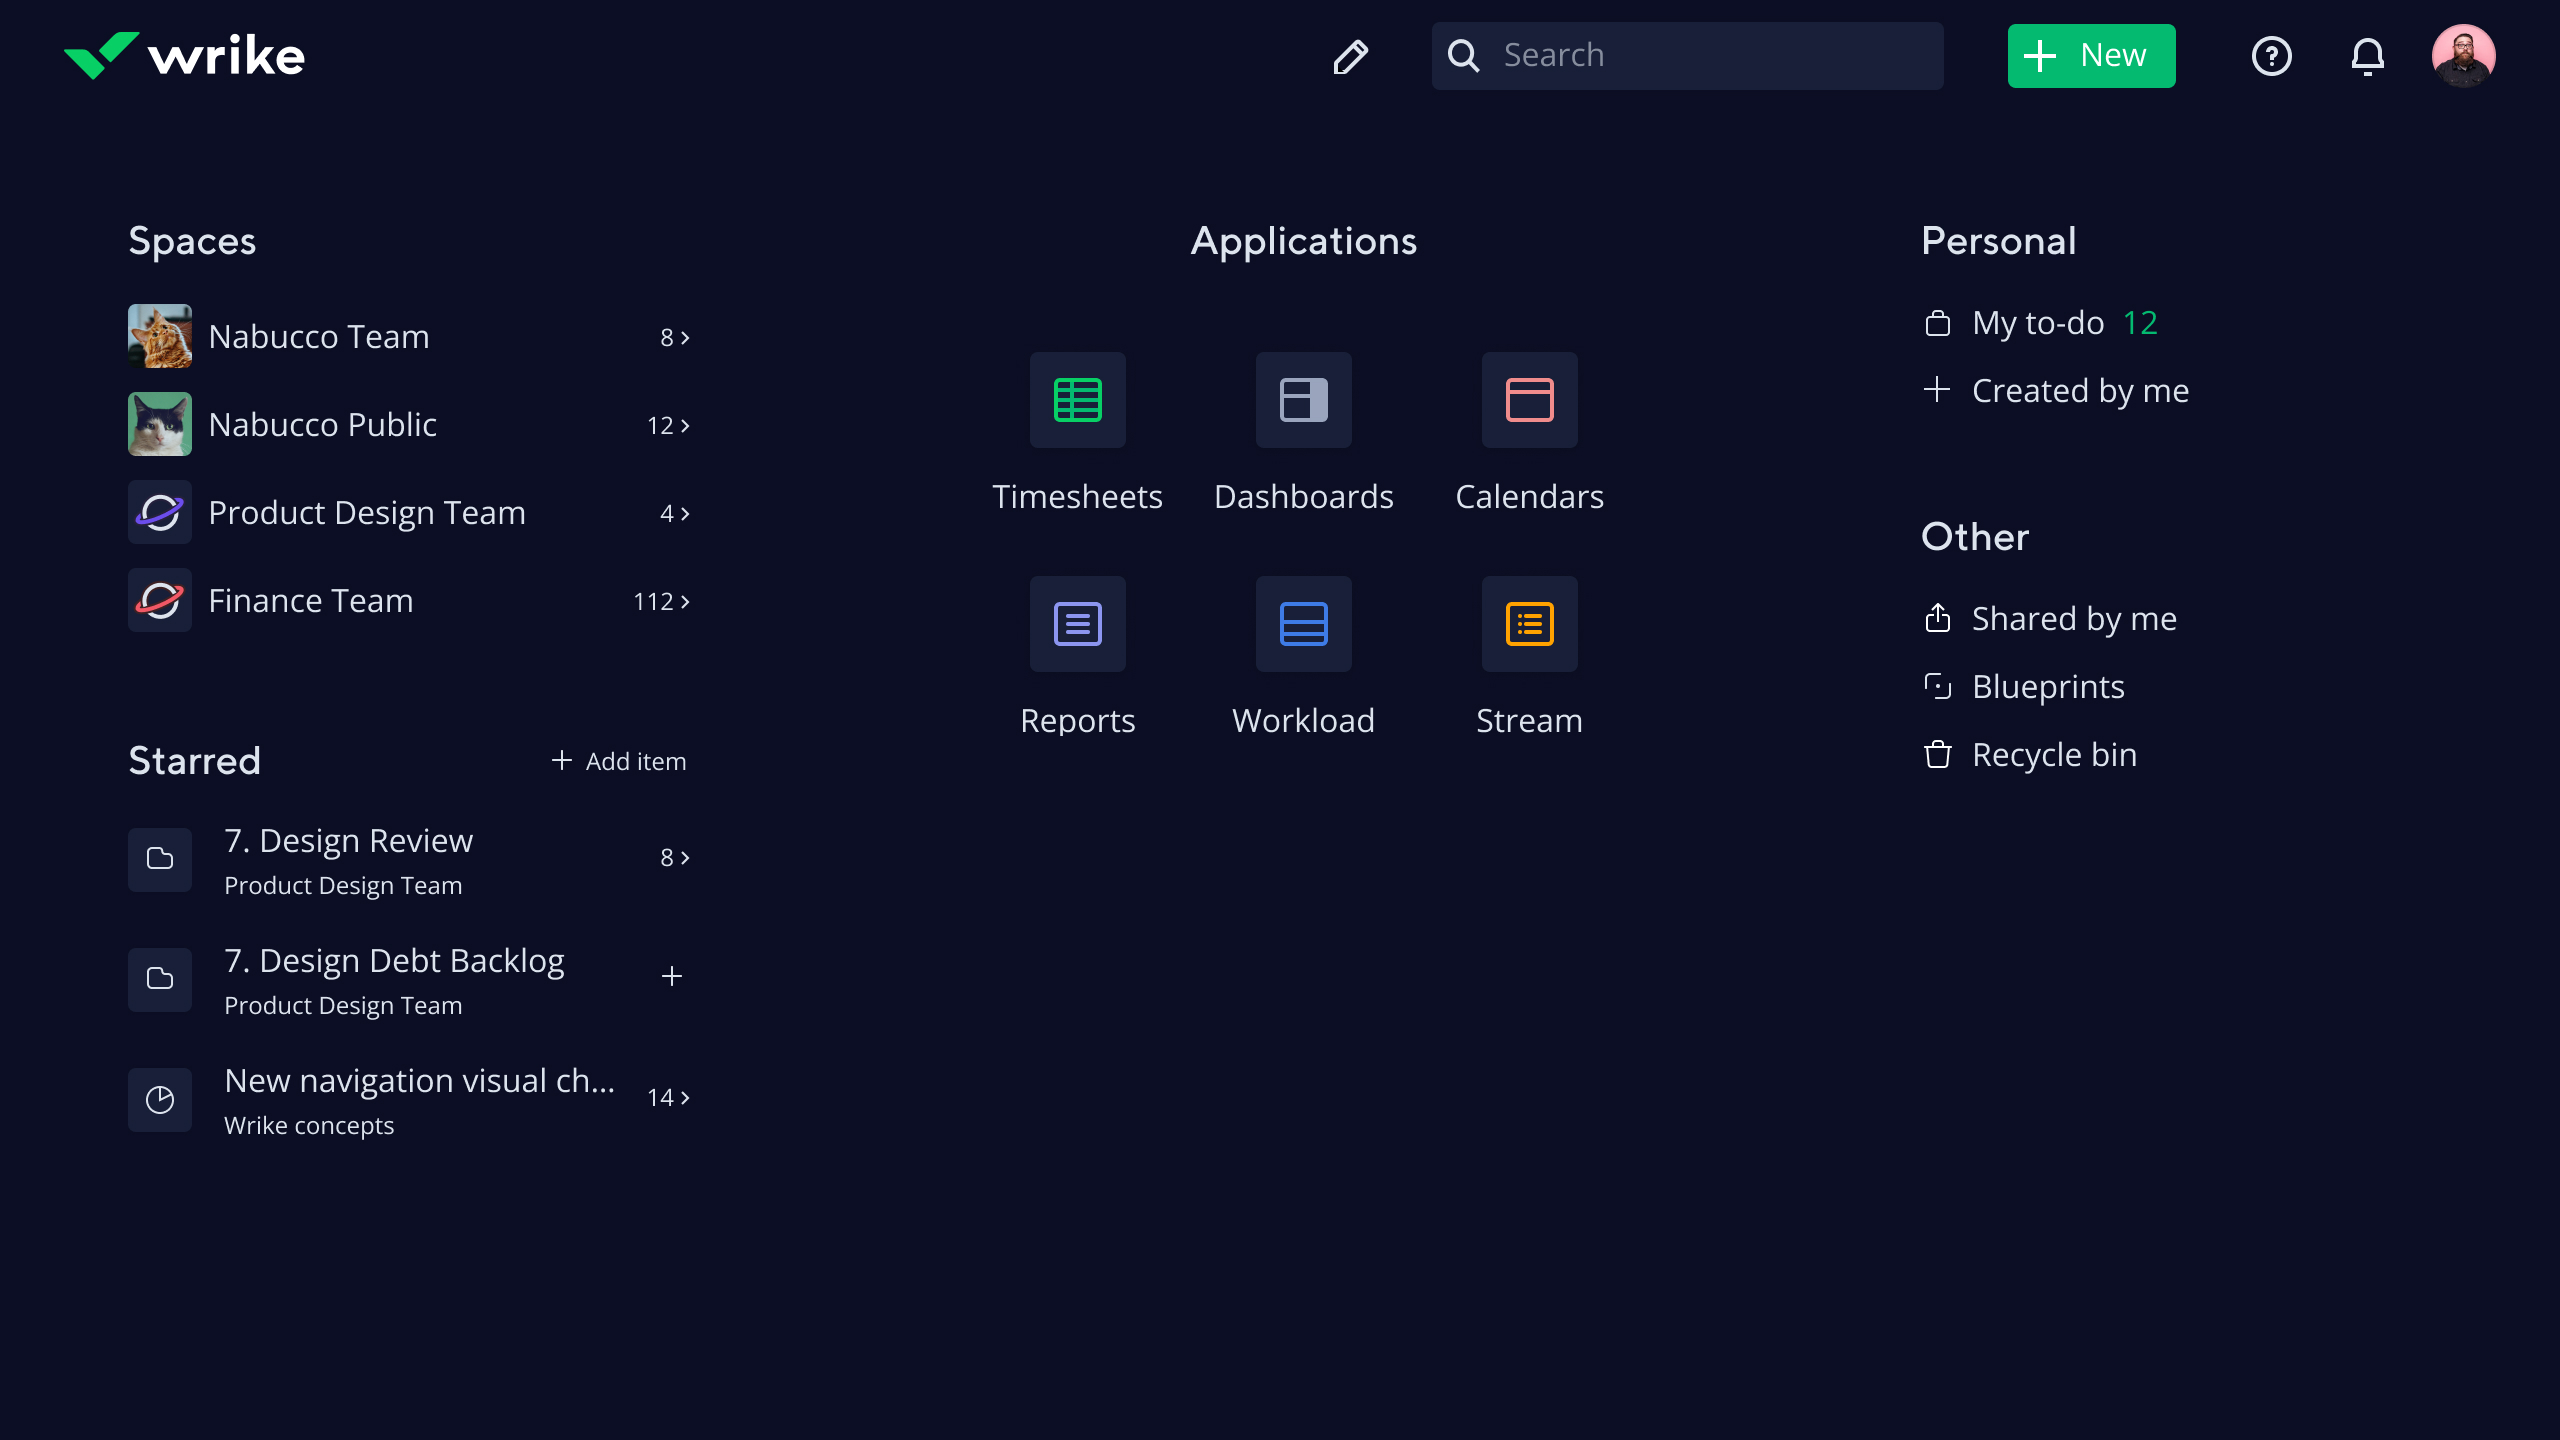 wrike
Search
New
?
Spaces
Nabucco Team 8
Nabucco Public 12
Product Design Team 4
Finance Team 112
Starred
Add item
7. Design Review 8
Product Design Team
7. Design Debt Backlog
Product Design Team
New navigation visual ch... 14
Wrike concepts
Applications
Timesheets Dashboards Calendars
Reports Workload Stream
Personal
My to-do 12
Created by me
Other
Shared by me
Blueprints
Recycle bin